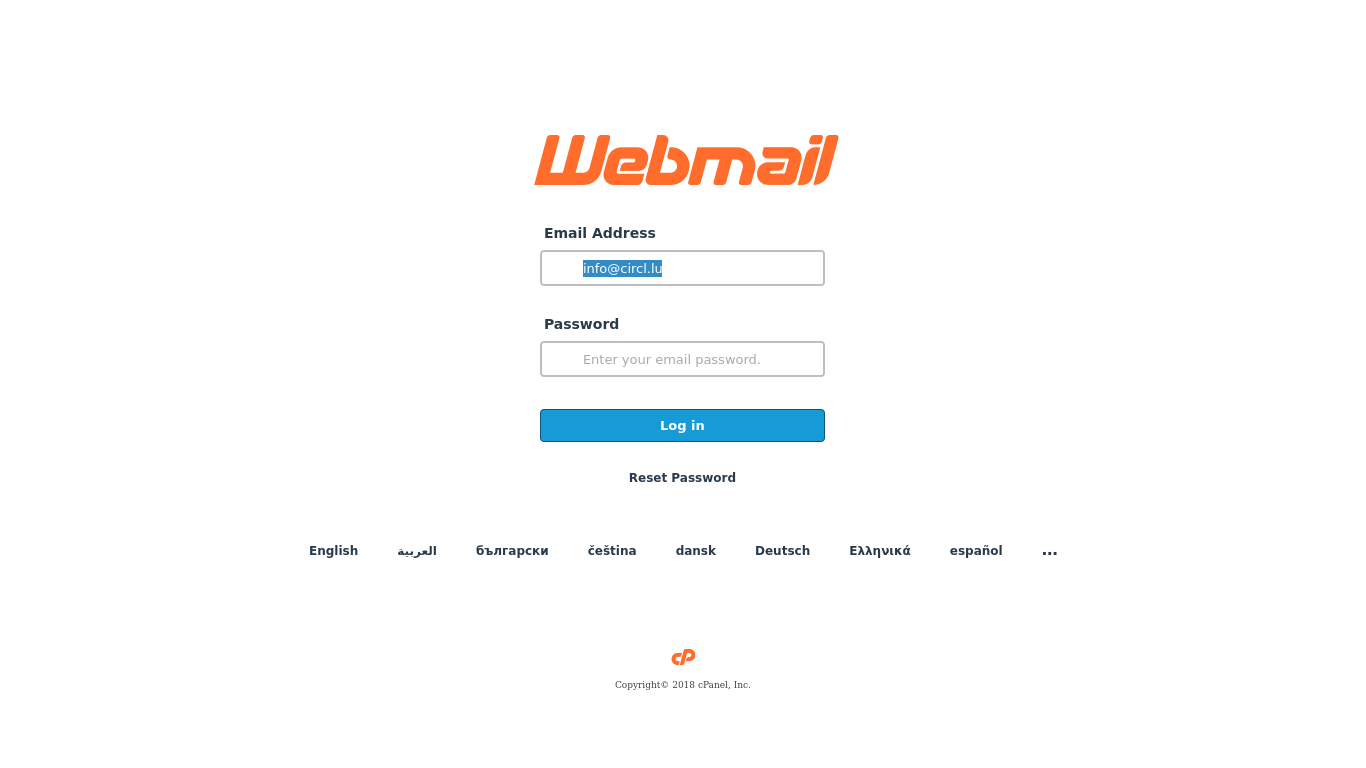 Webmail
Email Address
info@circl.lu
Password
Enter your email password.
Log in
Reset Password
English العربية български čeština dansk Deutsch Ελληνικά español ...
cP
Copyright© 2018 cPanel, Inc.